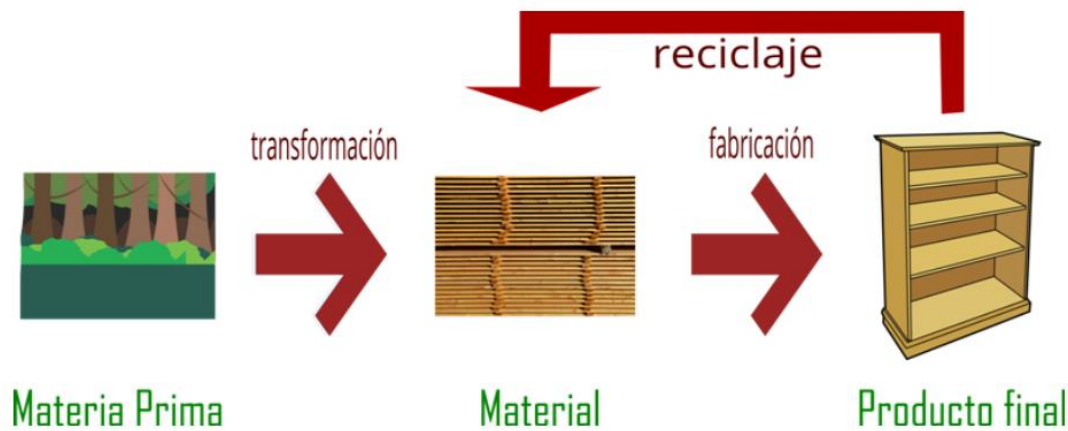 reciclaje
transformación
fabricación
Materia Prima
Material
Producto final